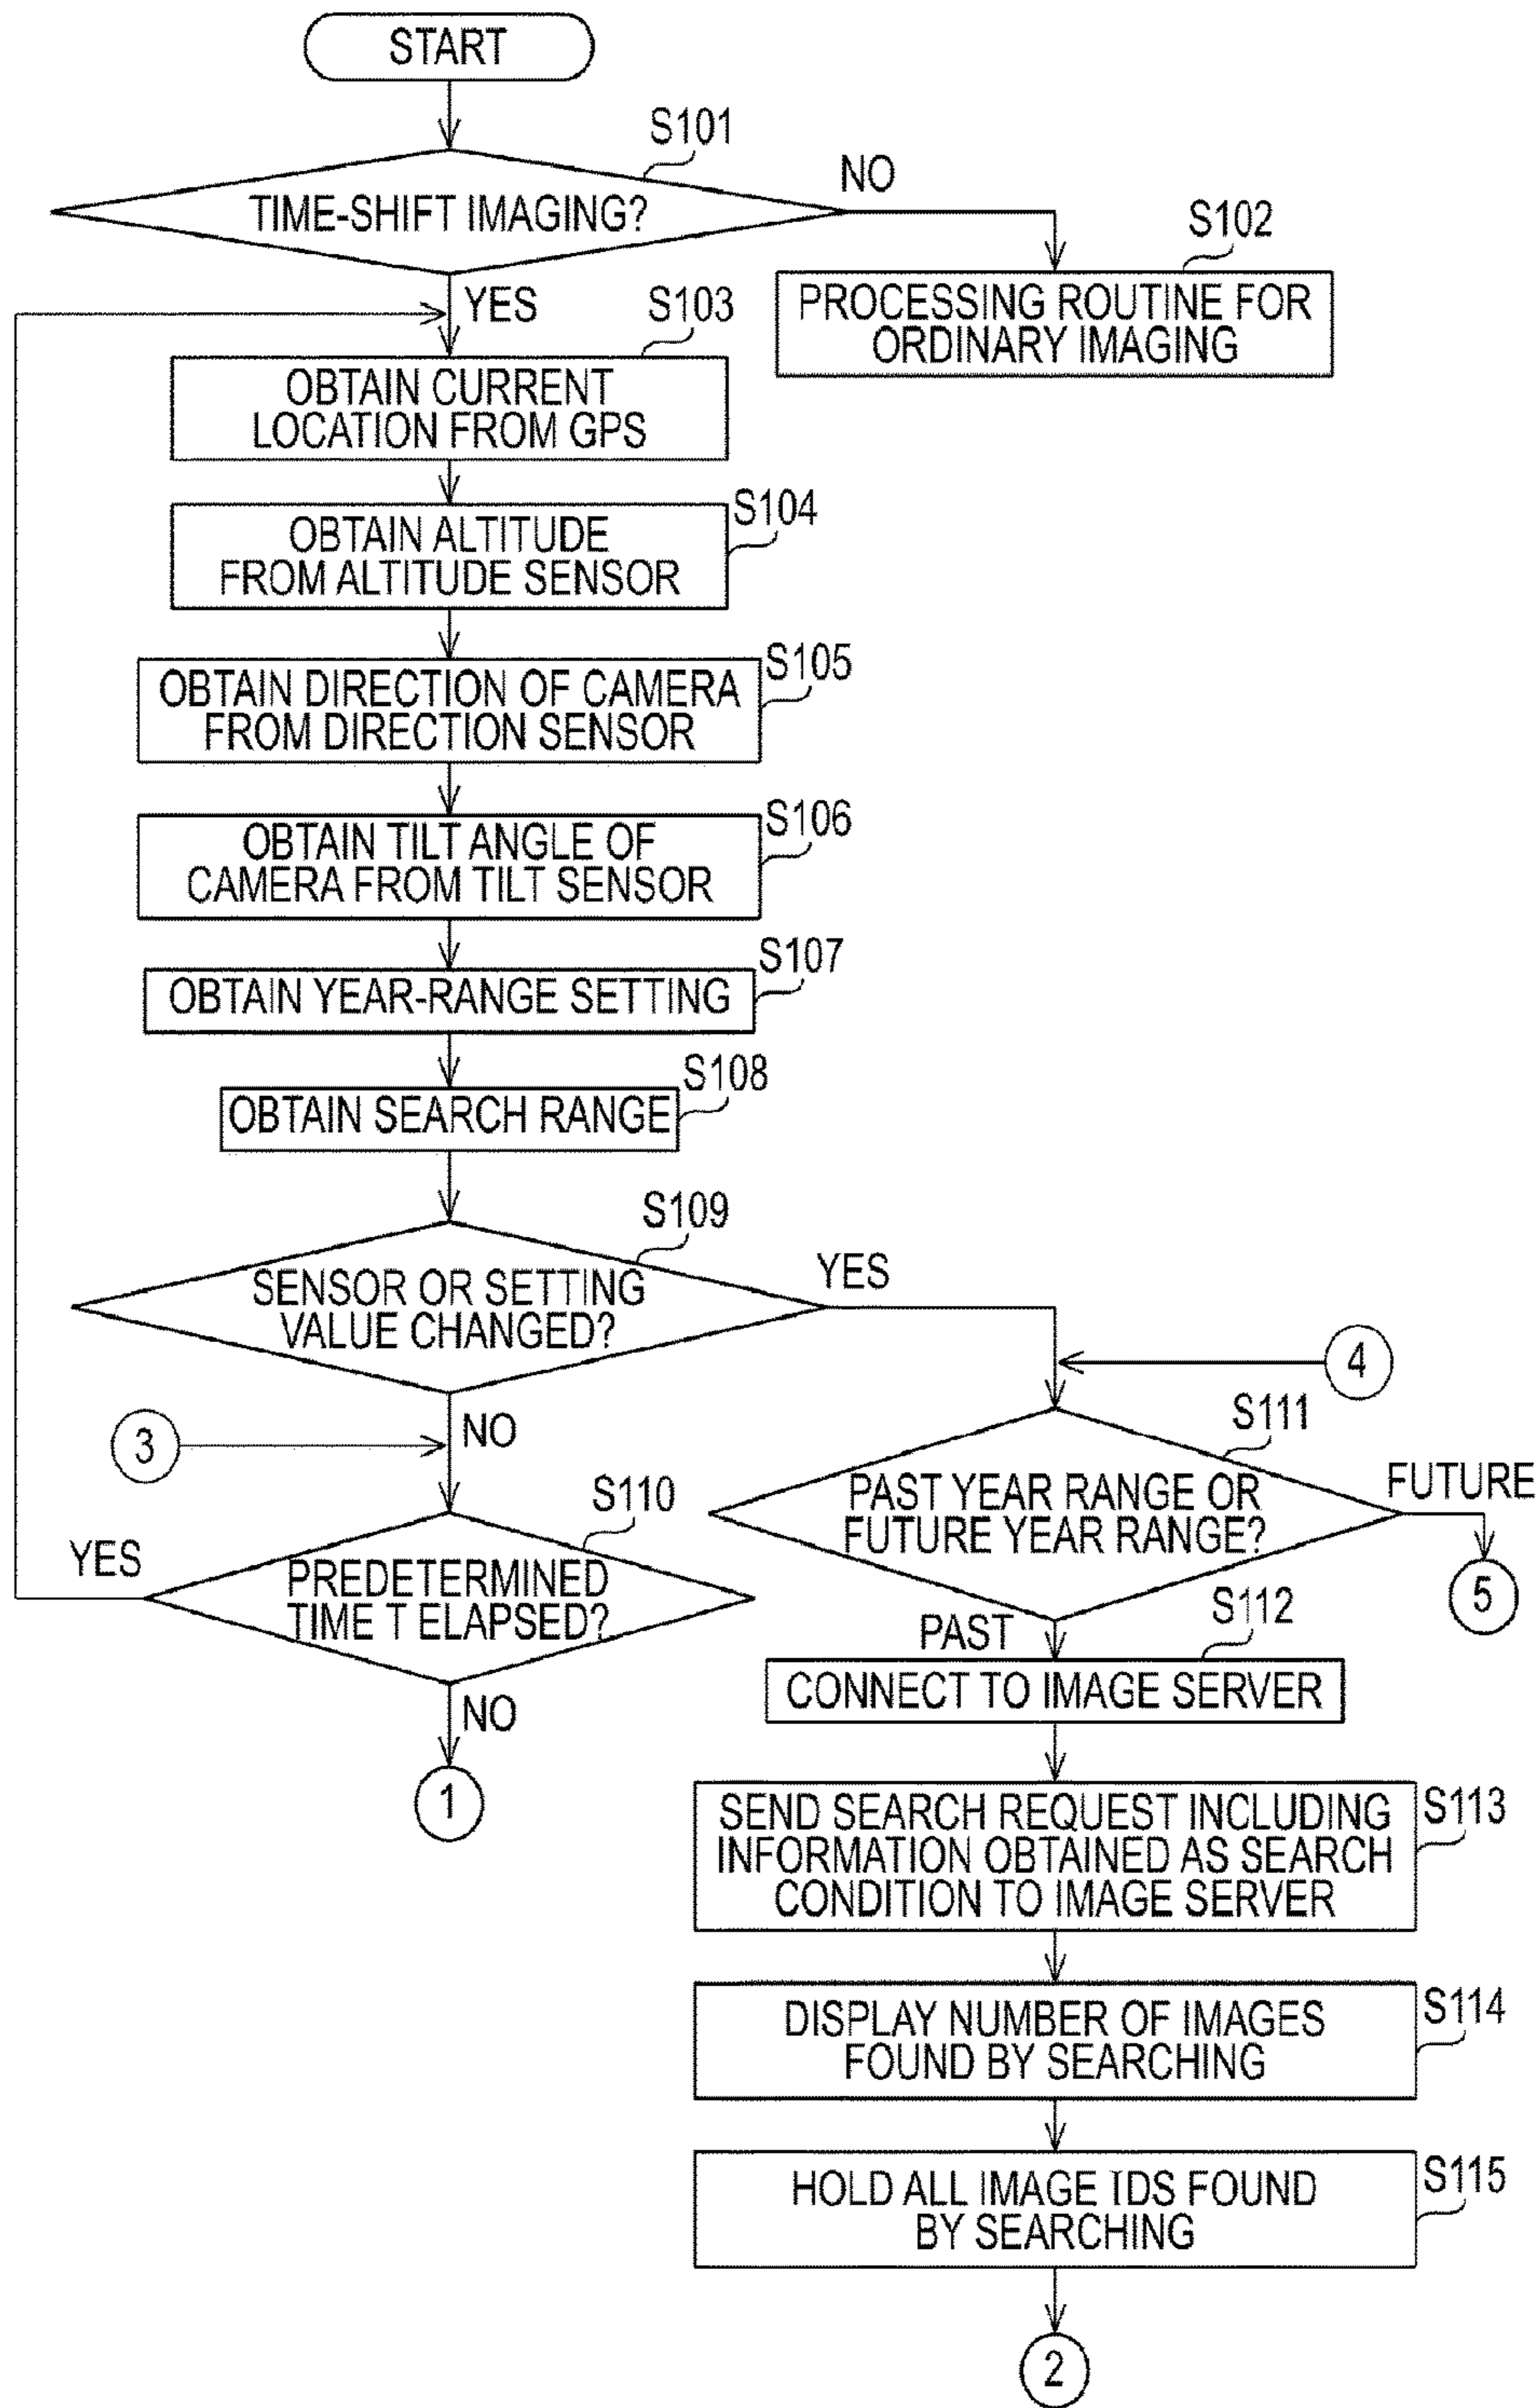 START
S101
TIME-SHIFT IMAGING?
NO
S102
PROCESSING ROUTINE FOR
ORDINARY IMAGING
YES
S103
OBTAIN CURRENT
LOCATION FROM GPS
S104
OBTAIN ALTITUDE
FROM ALTITUDE SENSOR
S105
OBTAIN DIRECTION OF CAMERA
FROM DIRECTION SENSOR
S106
OBTAIN TILT ANGLE OF
CAMERA FROM TILT SENSOR
S107
OBTAIN YEAR-RANGE SETTING
S108
OBTAIN SEARCH RANGE
S109
SENSOR OR SETTING
VALUE CHANGED?
YES
4
NO
3
S110
PREDETERMINED
TIME T ELAPSED?
YES
NO
1
S111
PAST YEAR RANGE OR
FUTURE YEAR RANGE?
FUTURE
5
PAST
S112
CONNECT TO IMAGE SERVER
S113
SEND SEARCH REQUEST INCLUDING
INFORMATION OBTAINED AS SEARCH
CONDITION TO IMAGE SERVER
S114
DISPLAY NUMBER OF IMAGES
FOUND BY SEARCHING
S115
HOLD ALL IMAGE IDS FOUND
BY SEARCHING
2